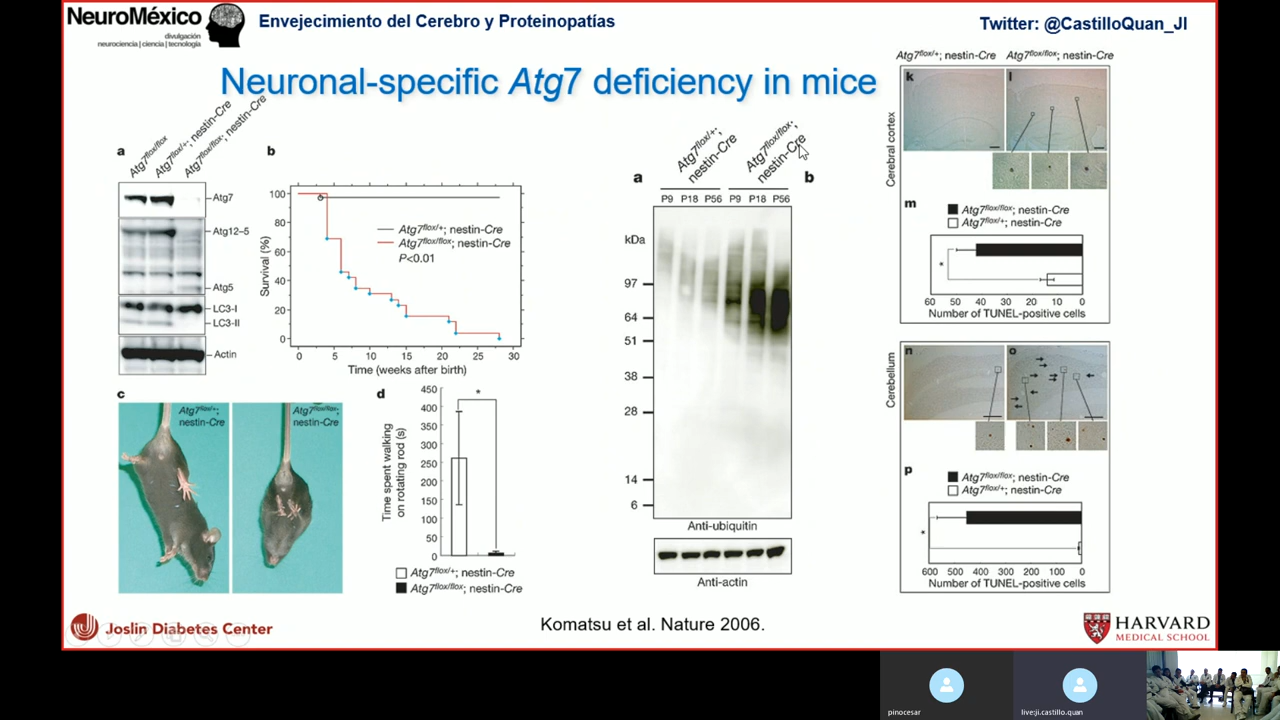 NeuroMéxico
divulgación
neurociencia | ciencia | tecnología
Envejecimiento del Cerebro y Proteinopatías
Twitter: @CastilloQuan_JI
Neuronal-specific Atg7 deficiency in mice
a
Atg7flox/flox
Atg7flox/+; nestin-Cre
Atg7flox/flox; nestin-Cre
Atg7
Atg12–5
Atg5
LC3-I
LC3-II
Actin
b
Survival (%)
100
80
60
40
20
0
Atg7flox/+; nestin-Cre
Atg7flox/flox; nestin-Cre
P<0.01
0 5 10 15 20 25 30
Time (weeks after birth)
c
Atg7flox/+;
nestin-Cre
Atg7flox/flox;
nestin-Cre
d
Time spent walking
on rotating rod (s)
450
400
350
300
250
200
150
100
50
0
*
Atg7flox/+; nestin-Cre
Atg7flox/flox; nestin-Cre
a
Atg7flox/+;
nestin-Cre
Atg7flox/flox;
nestin-Cre
b
P9 P18 P56 P9 P18 P56
kDa
97
64
51
38
28
14
6
Anti-ubiquitin
Anti-actin
Atg7flox/+; nestin-Cre
Atg7flox/flox; nestin-Cre
Cerebral cortex
k
l
m
Atg7flox/flox; nestin-Cre
Atg7flox/+; nestin-Cre
*
60 50 40 30 20 10 0
Number of TUNEL-positive cells
Cerebellum
n
o
p
Atg7flox/flox; nestin-Cre
Atg7flox/+; nestin-Cre
*
600 500 400 300 200 100 0
Number of TUNEL-positive cells
Joslin Diabetes Center
Komatsu et al. Nature 2006.
HARVARD
MEDICAL SCHOOL
pinocesar
live:ji.castillo.quan